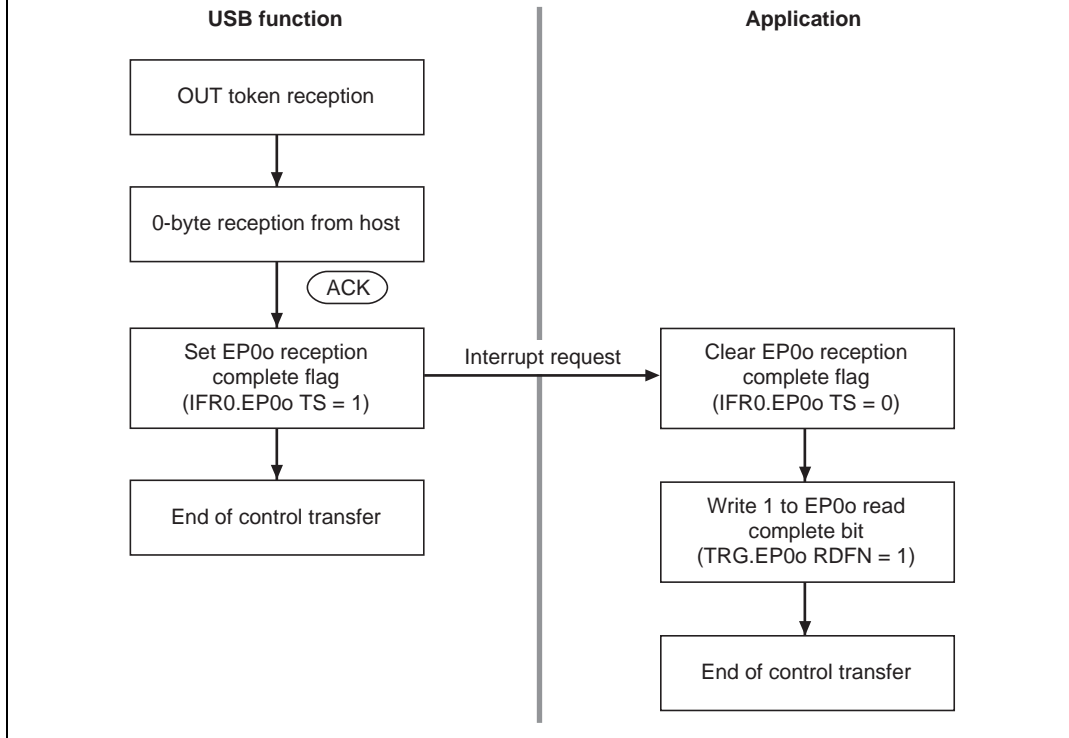 USB function
Application
OUT token reception
0-byte reception from host
ACK
Set EP0o reception
complete flag
(IFR0.EP0o TS = 1)
Interrupt request
Clear EP0o reception
complete flag
(IFR0.EP0o TS = 0)
End of control transfer
Write 1 to EP0o read
complete bit
(TRG.EP0o RDFN = 1)
End of control transfer